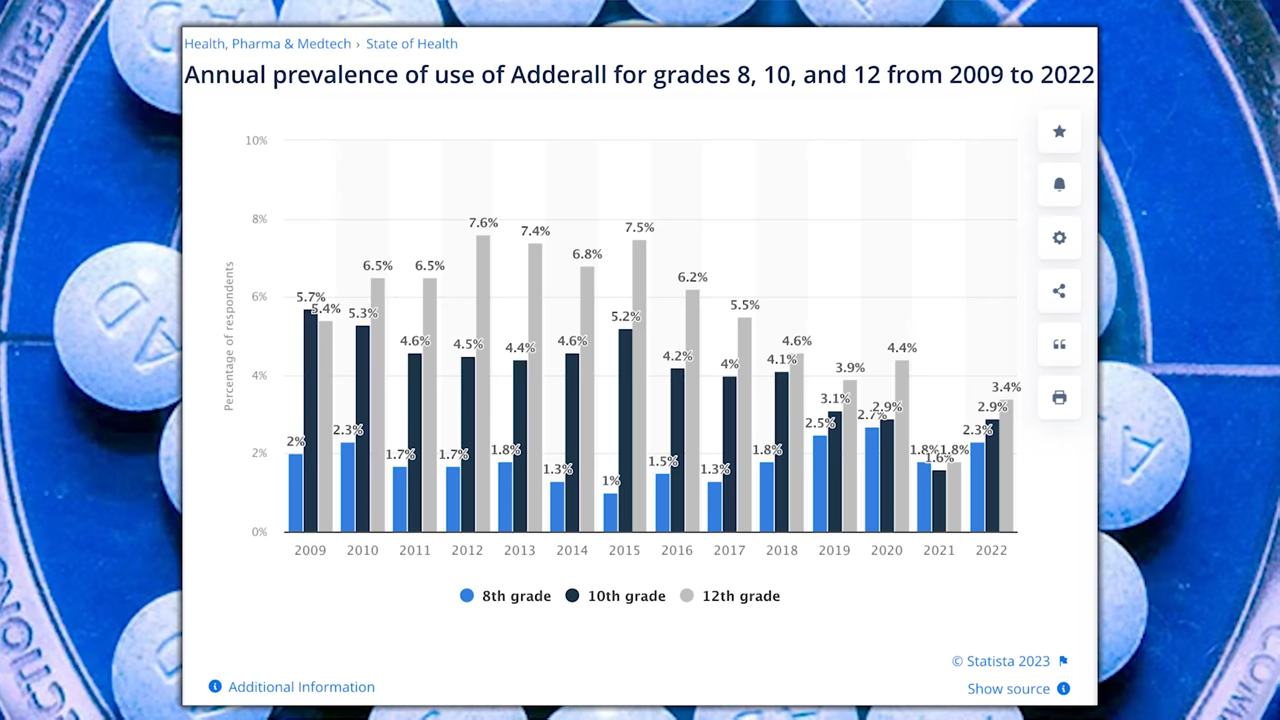 Health, Pharma & Medtech › State of Health
Annual prevalence of use of Adderall for grades 8, 10, and 12 from 2009 to 2022
Percentage of respondents
10%
8%
6%
4%
2%
0%
2% 5.7% 5.4%
2.3% 5.3% 6.5%
1.7% 4.6% 6.5%
1.7% 4.5% 7.6%
1.8% 4.4% 7.4%
1.3% 4.6% 6.8%
1% 5.2% 7.5%
1.5% 4.2% 6.2%
1.3% 4% 5.5%
1.8% 4.1% 4.6%
2.5% 3.1% 3.9%
2.7% 2.9% 4.4%
1.8% 1.6% 1.8%
2.3% 2.9% 3.4%
2009 2010 2011 2012 2013 2014 2015 2016 2017 2018 2019 2020 2021 2022
8th grade 10th grade 12th grade
© Statista 2023
Additional Information
Show source
QUIRED
AD